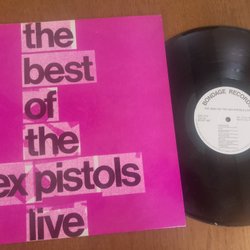 the
best
of
the
ex pistols
live
BONDAGE RECORDS